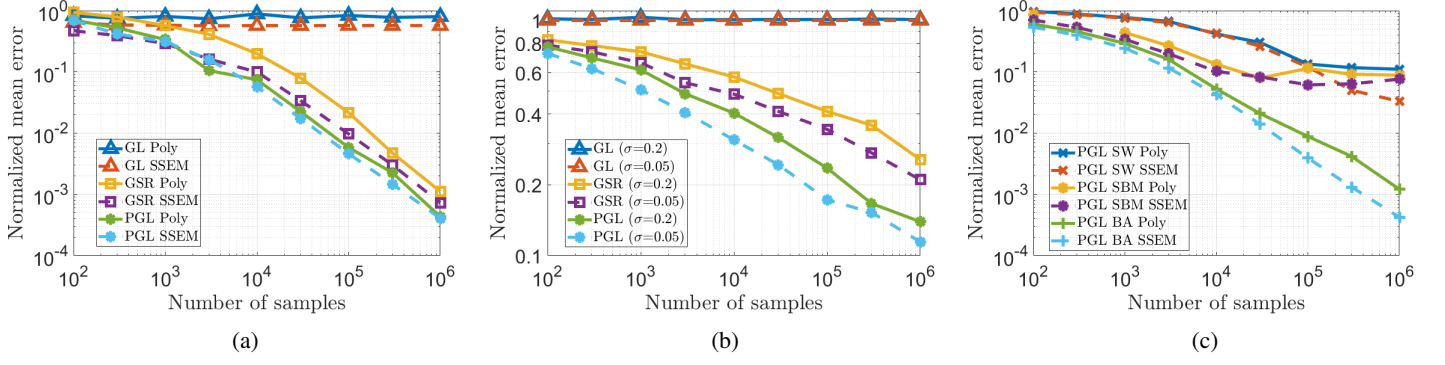 Normalized mean error
10^0
10^-1
10^-2
10^-3
10^-4
GL Poly
GL SSEM
GSR Poly
GSR SSEM
PGL Poly
PGL SSEM
10^2 10^3 10^4 10^5 10^6
Number of samples
(a)
Normalized mean error
1
0.8
0.6
0.4
0.2
0.1
GL (σ=0.2)
GL (σ=0.05)
GSR (σ=0.2)
GSR (σ=0.05)
PGL (σ=0.2)
PGL (σ=0.05)
10^2 10^3 10^4 10^5 10^6
Number of samples
(b)
Normalized mean error
10^0
10^-1
10^-2
10^-3
10^-4
PGL SW Poly
PGL SW SSEM
PGL SBM Poly
PGL SBM SSEM
PGL BA Poly
PGL BA SSEM
10^2 10^3 10^4 10^5 10^6
Number of samples
(c)